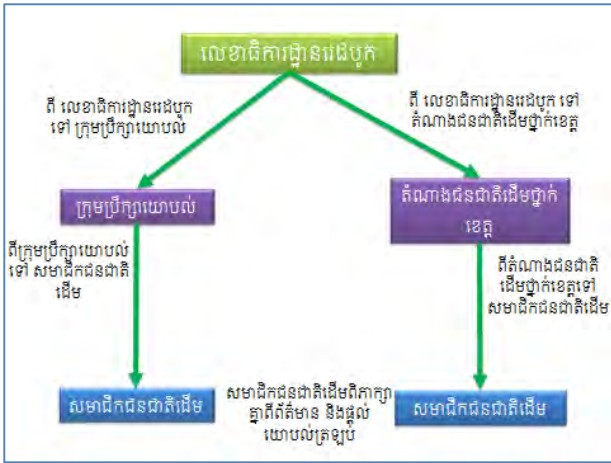 លេខាធិការដ្ឋានរេដបូក
ពី លេខាធិការដ្ឋានរេដបូក
ទៅ ក្រុមប្រឹក្សាយោបល់
ពី លេខាធិការដ្ឋានរេដបូក ទៅ
តំណាងជនជាតិដើមថ្នាក់ខេត្ត
ក្រុមប្រឹក្សាយោបល់
តំណាងជនជាតិដើមថ្នាក់
ខេត្ត
ពីក្រុមប្រឹក្សាយោបល់
ទៅ សមាជិកជនជាតិ
ដើម
ពីតំណាងជនជាតិ
ដើមថ្នាក់ខេត្តទៅ
សមាជិកជនជាតិដើម
សមាជិកជនជាតិដើម
សមាជិកជនជាតិដើមពិភាក្សា
គ្នាពីព័ត៌មាន និងផ្តល់
យោបល់ត្រឡប់
សមាជិកជនជាតិដើម